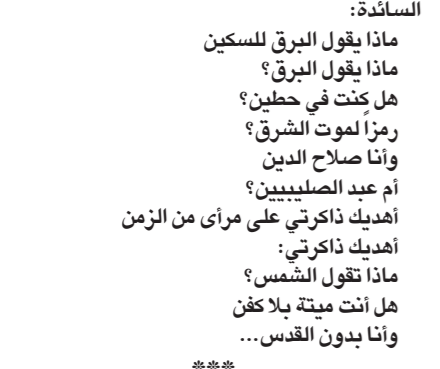 السائدة:
ماذا يقول البرق للسكين
ماذا يقول البرق؟
هل كنت في حطين؟
رمزاً لموت الشرق؟
وأنا صلاح الدين
أم عبد الصليبيين؟
أهديك ذاكرتي على مرأى من الزمن
أهديك ذاكرتي:
ماذا تقول الشمس؟
هل أنت ميتة بلا كفن
وأنا بدون القدس...
***